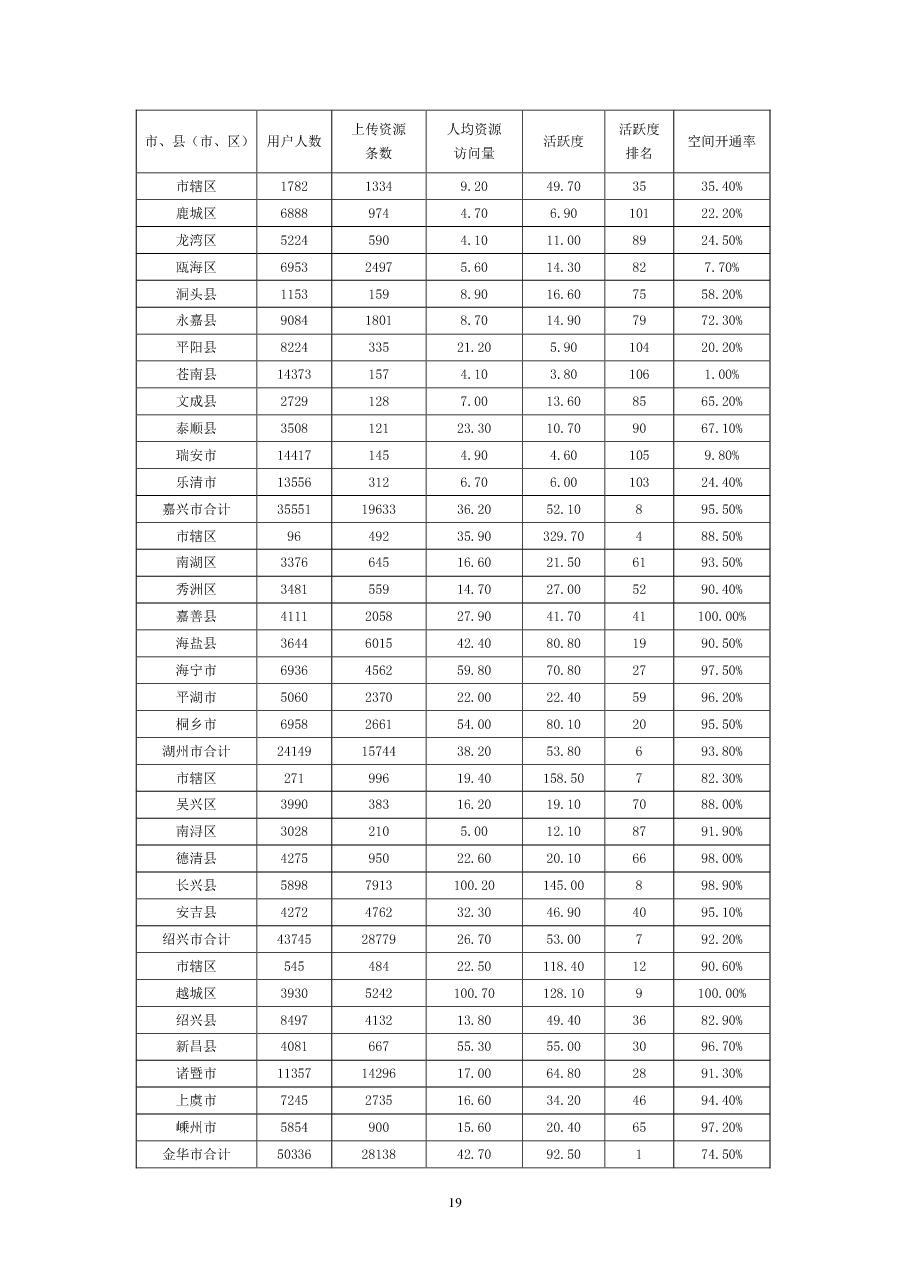 市、县（市、区） 用户人数 上传资源条数 人均资源访问量 活跃度 活跃度排名 空间开通率
市辖区 1782 1334 9.20 49.70 35 35.40%
鹿城区 6888 974 4.70 6.90 101 22.20%
龙湾区 5224 590 4.10 11.00 89 24.50%
瓯海区 6953 2497 5.60 14.30 82 7.70%
洞头县 1153 159 8.90 16.60 75 58.20%
永嘉县 9084 1801 8.70 14.90 79 72.30%
平阳县 8224 335 21.20 5.90 104 20.20%
苍南县 14373 157 4.10 3.80 106 1.00%
文成县 2729 128 7.00 13.60 85 65.20%
泰顺县 3508 121 23.30 10.70 90 67.10%
瑞安市 14417 145 4.90 4.60 105 9.80%
乐清市 13556 312 6.70 6.00 103 24.40%
嘉兴市合计 35551 19633 36.20 52.10 8 95.50%
市辖区 96 492 35.90 329.70 4 88.50%
南湖区 3376 645 16.60 21.50 61 93.50%
秀洲区 3481 559 14.70 27.00 52 90.40%
嘉善县 4111 2058 27.90 41.70 41 100.00%
海盐县 3644 6015 42.40 80.80 19 90.50%
海宁市 6936 4562 59.80 70.80 27 97.50%
平湖市 5060 2370 22.00 22.40 59 96.20%
桐乡市 6958 2661 54.00 80.10 20 95.50%
湖州市合计 24149 15744 38.20 53.80 6 93.80%
市辖区 271 996 19.40 158.50 7 82.30%
吴兴区 3990 383 16.20 19.10 70 88.00%
南浔区 3028 210 5.00 12.10 87 91.90%
德清县 4275 950 22.60 20.10 66 98.00%
长兴县 5898 7913 100.20 145.00 8 98.90%
安吉县 4272 4762 32.30 46.90 40 95.10%
绍兴市合计 43745 28779 26.70 53.00 7 92.20%
市辖区 545 484 22.50 118.40 12 90.60%
越城区 3930 5242 100.70 128.10 9 100.00%
绍兴县 8497 4132 13.80 49.40 36 82.90%
新昌县 4081 667 55.30 55.00 30 96.70%
诸暨市 11357 14296 17.00 64.80 28 91.30%
上虞市 7245 2735 16.60 34.20 46 94.40%
嵊州市 5854 900 15.60 20.40 65 97.20%
金华市合计 50336 28138 42.70 92.50 1 74.50%
19